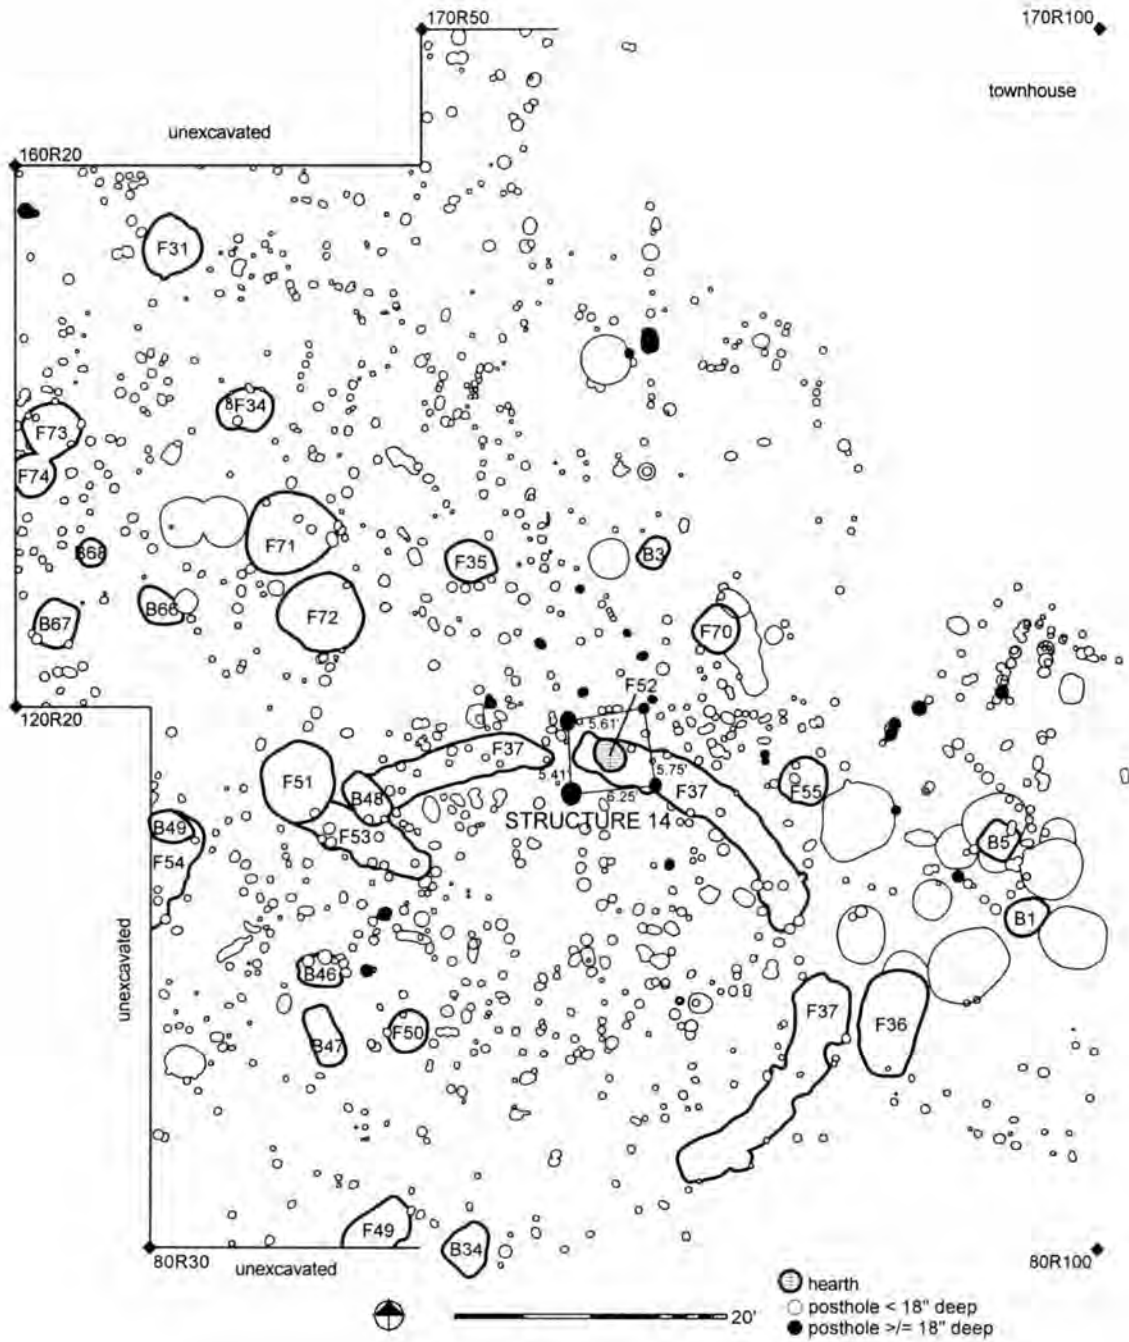 170R50
170R100
townhouse
unexcavated
160R20
F31
F34
F73
F74
F71
F35
B3
B68
B66
B67
F72
F70
F52
120R20
5.61'
F37
5.41'
5.75'
F51
F37
F55
6.25'
B48
STRUCTURE 14
B49
F53
B5
F54
B1
unexcavated
B46
F37
F36
B47
F50
F49
B34
80R30
unexcavated
80R100
hearth
20'
posthole < 18" deep
posthole >/= 18" deep